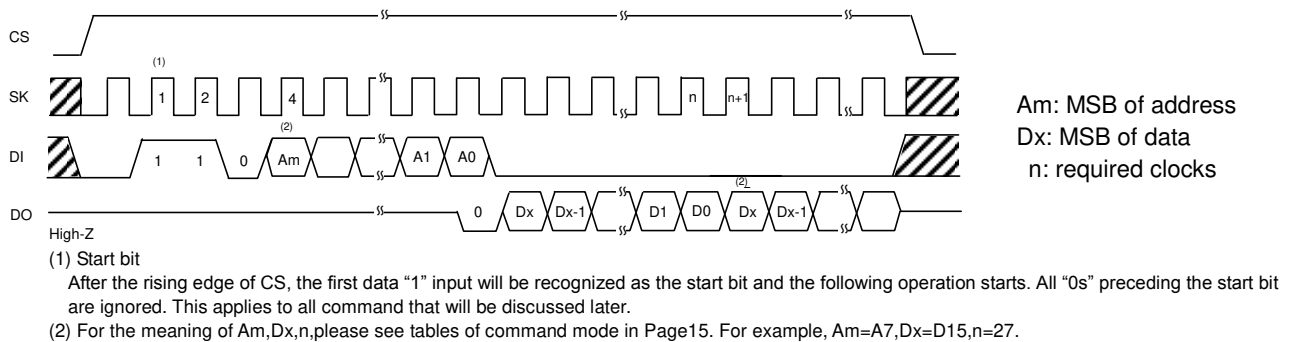 CS
(1)
SK
1 2 4 n n+1
(2)
DI
1 1 0 Am A1 A0
(2)
DO
0 Dx Dx-1 D1 D0 Dx Dx-1
High-Z
Am: MSB of address
Dx: MSB of data
n: required clocks
(1) Start bit
After the rising edge of CS, the first data “1” input will be recognized as the start bit and the following operation starts. All “0s” preceding the start bit
are ignored. This applies to all command that will be discussed later.
(2) For the meaning of Am,Dx,n,please see tables of command mode in Page15. For example, Am=A7,Dx=D15,n=27.